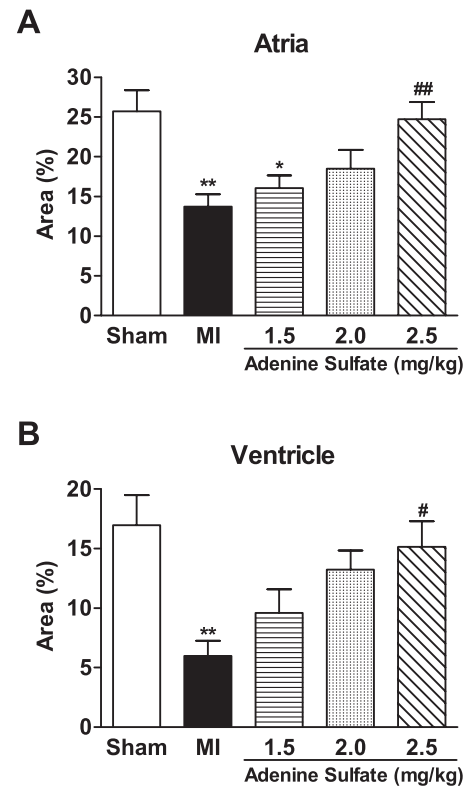 A
Atria
Area (%)
30
25
20
15
10
5
0
**
*
##
Sham MI 1.5 2.0 2.5
Adenine Sulfate (mg/kg)
B
Ventricle
Area (%)
20
15
10
5
0
**
#
Sham MI 1.5 2.0 2.5
Adenine Sulfate (mg/kg)